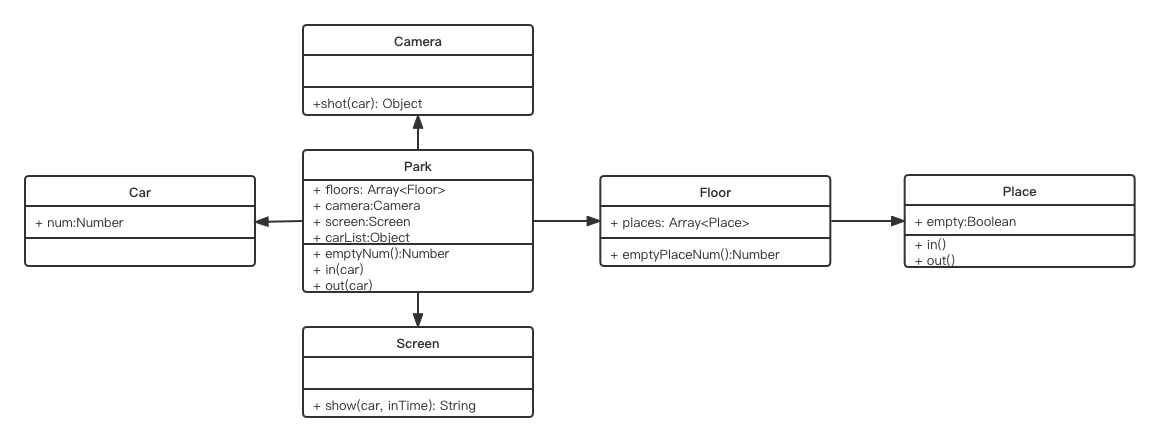 Camera
+shot(car): Object
Car
+ num:Number
Park
+ floors: Array<Floor>
+ camera:Camera
+ screen:Screen
+ carList:Object
+ emptyNum():Number
+ in(car)
+ out(car)
Floor
+ places: Array<Place>
+ emptyPlaceNum():Number
Place
+ empty:Boolean
+ in()
+ out()
Screen
+ show(car, inTime): String